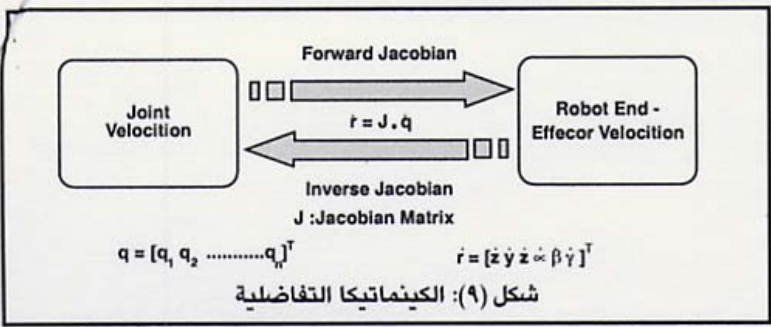 Forward Jacobian
Joint
Velocition
ṙ = J . q̇
Robot End -
Effecor Velocition
Inverse Jacobian
J :Jacobian Matrix
q = [q₁ q₂ ...........qₙ]ᵀ
ṙ = [ż ẏ ż ∝̇ β̇ γ̇ ]ᵀ
شكل (٩): الكينماتيكا التفاضلية